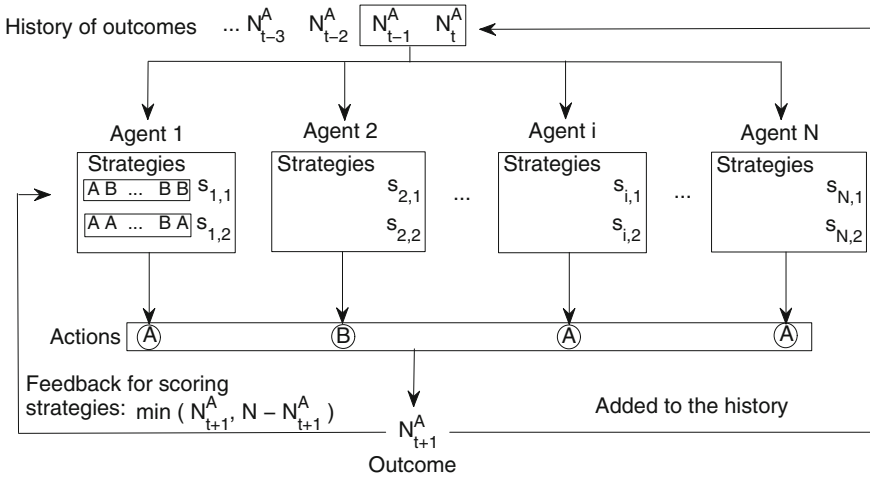 History of outcomes ... N^A_{t−3} N^A_{t−2} N^A_{t−1} N^A_t
Agent 1 Agent 2 Agent i Agent N
Strategies Strategies Strategies Strategies
A B ... B B s_{1,1} s_{2,1} ... s_{i,1} ... s_{N,1}
A A ... B A s_{1,2} s_{2,2} s_{i,2} s_{N,2}
Actions A B A A
Feedback for scoring
strategies: min ( N^A_{t+1}, N − N^A_{t+1} )
Added to the history
N^A_{t+1}
Outcome